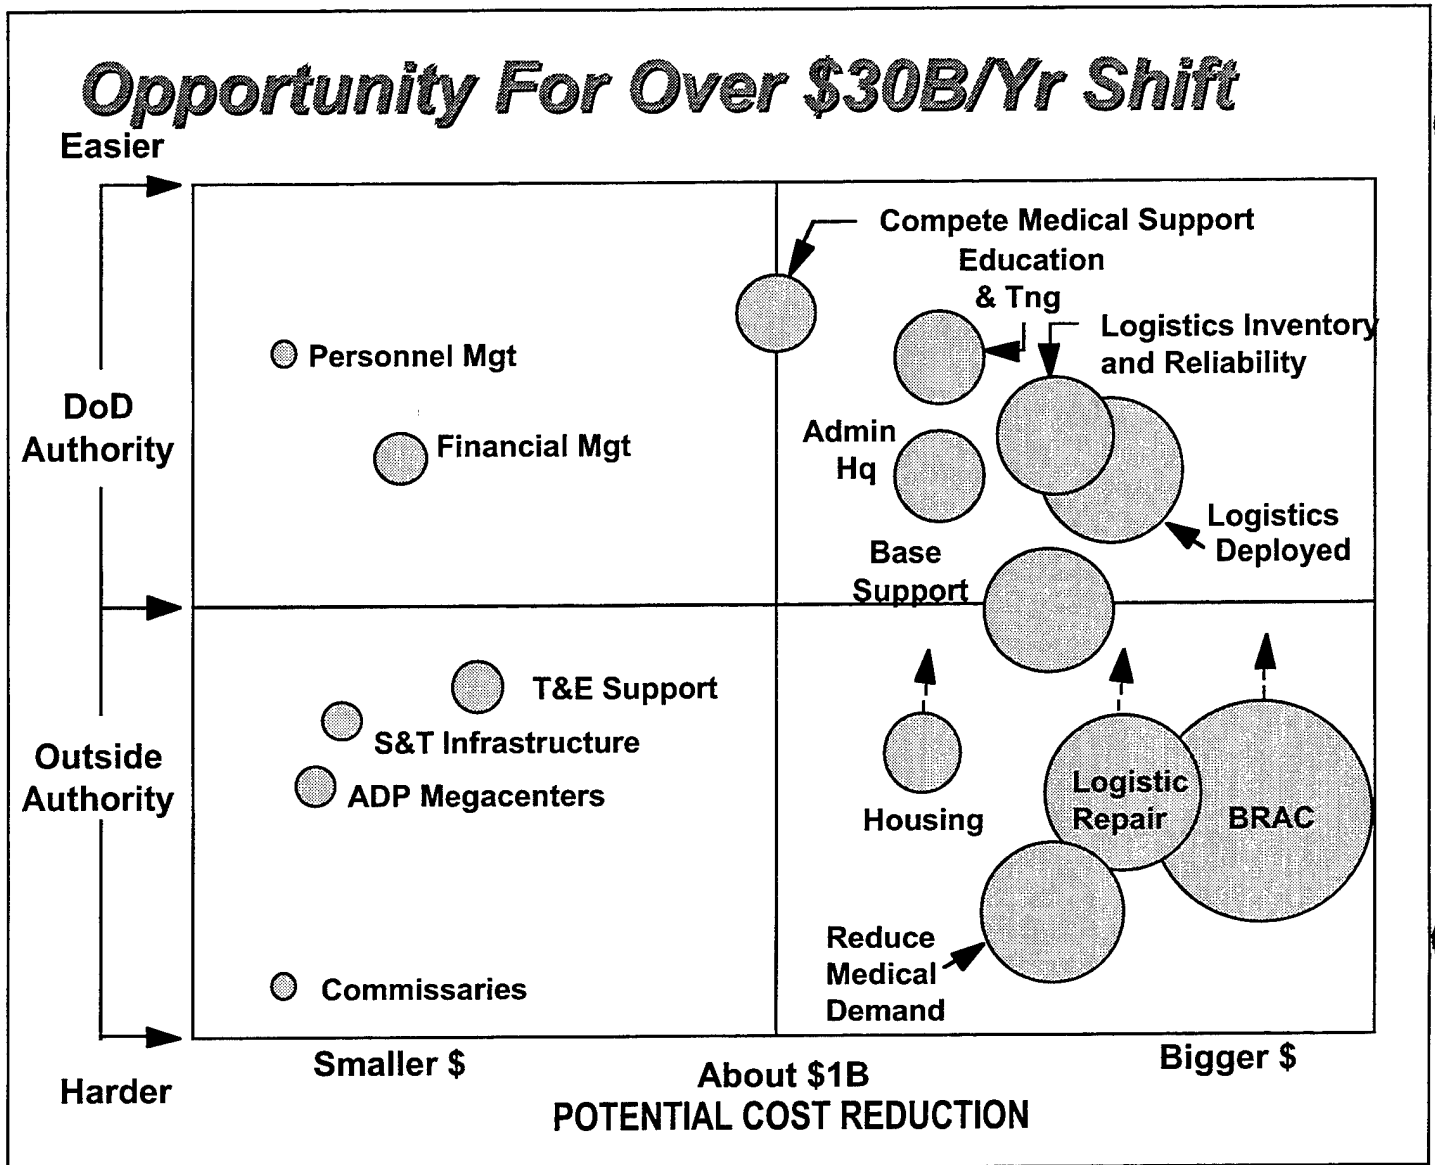 Opportunity For Over $30B/Yr Shift
Easier
Compete Medical Support
Education
& Tng
Logistics Inventory
and Reliability
Personnel Mgt
DoD
Authority
Financial Mgt
Admin
Hq
Logistics
Deployed
Base
Support
T&E Support
S&T Infrastructure
ADP Megacenters
Outside
Authority
Housing
Logistic
Repair
BRAC
Reduce
Medical
Demand
Commissaries
Smaller $
About $1B
Bigger $
Harder
POTENTIAL COST REDUCTION